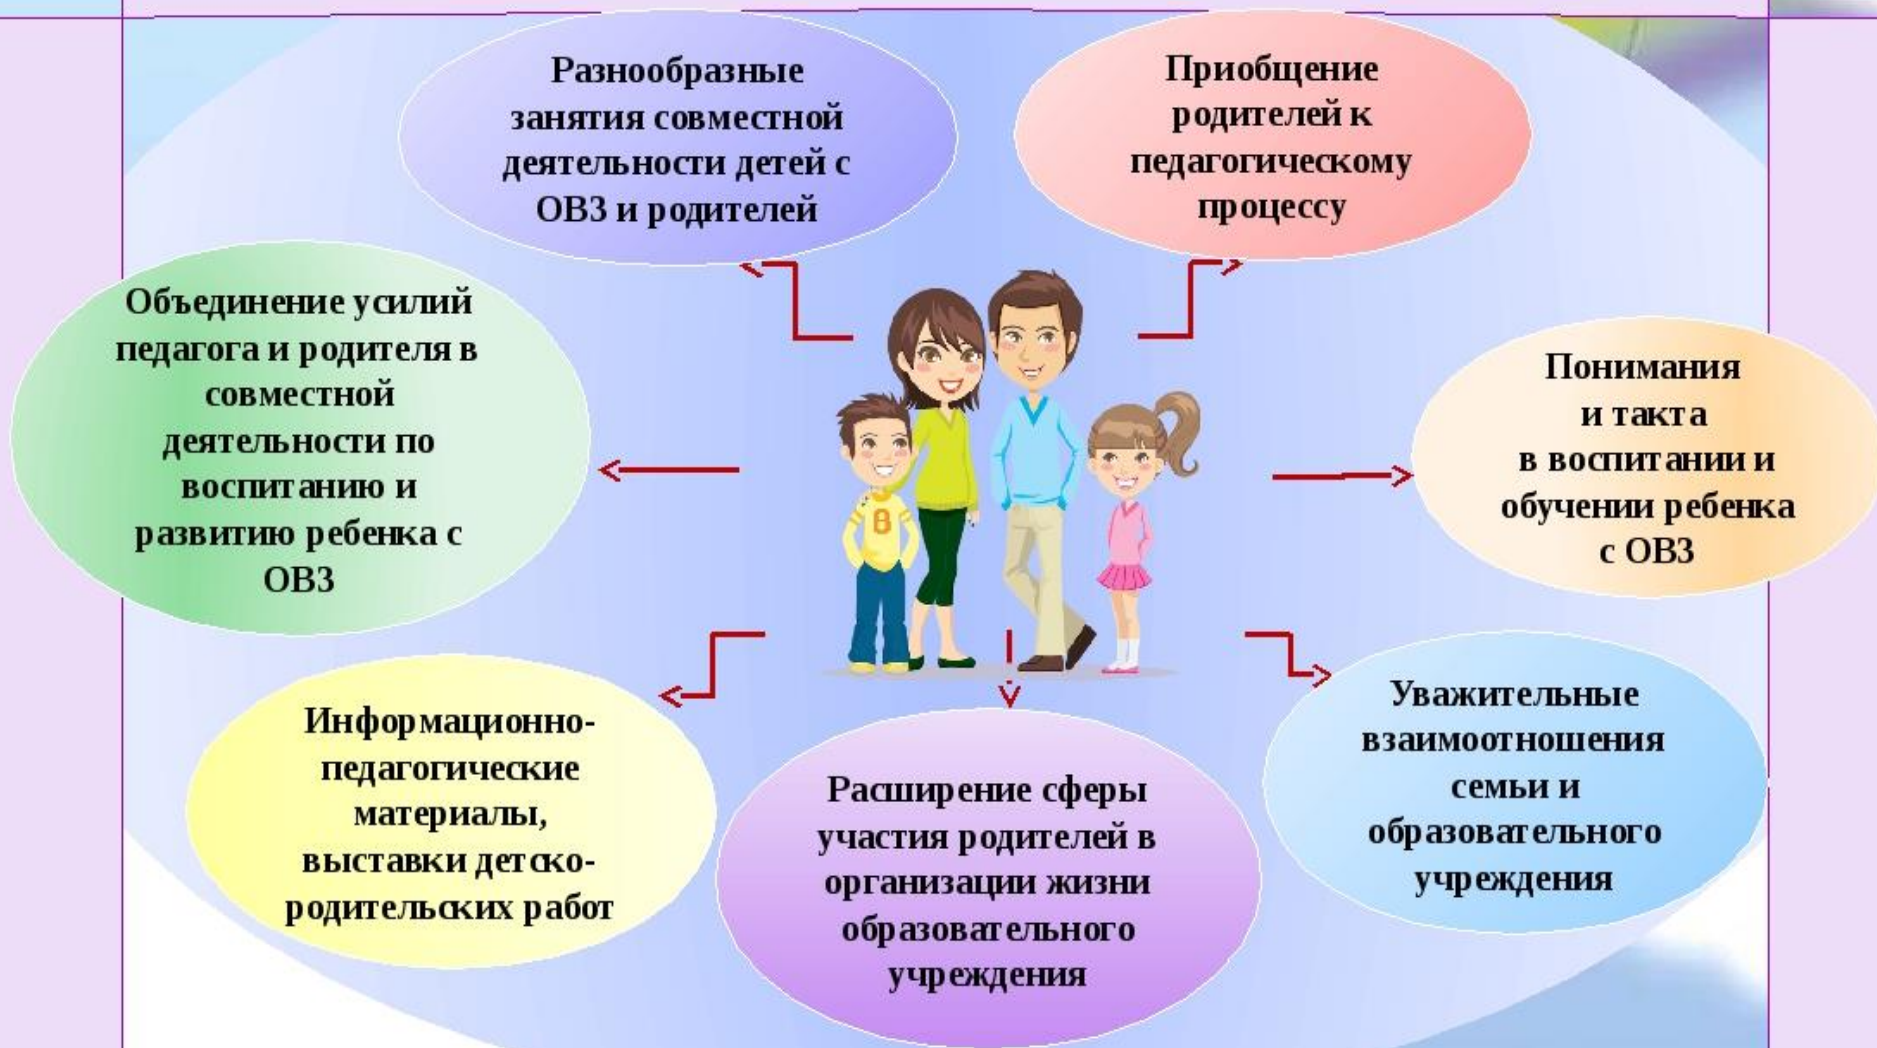 Разнообразные
занятия совместной
деятельности детей с
ОВЗ и родителей
Приобщение
родителей к
педагогическому
процессу
Объединение усилий
педагога и родителя в
совместной
деятельности по
воспитанию и
развитию ребенка с
ОВЗ
Понимания
и такта
в воспитании и
обучении ребенка
с ОВЗ
Информационно-
педагогические
материалы,
выставки детско-
родительских работ
Расширение сферы
участия родителей в
организации жизни
образовательного
учреждения
Уважительные
взаимоотношения
семьи и
образовательного
учреждения
8